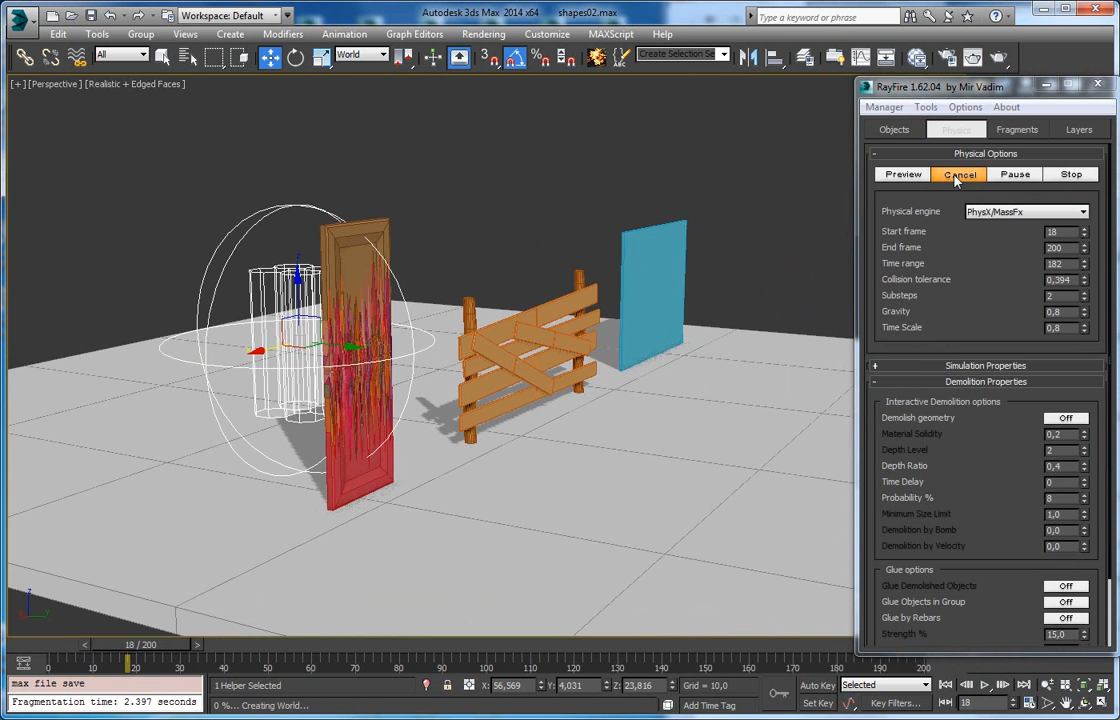 Workspace: Default
Autodesk 3ds Max 2014 x64 shapes02.max
Type a keyword or phrase
Edit Tools Group Views Create Modifiers Animation Graph Editors Rendering Customize MAXScript Help
All
World
Create Selection Se
[+] [Perspective] [Realistic + Edged Faces]
RayFire 1.62.04 by Mir Vadim
Manager Tools Options About
Objects Physics Fragments Layers
- Physical Options
Preview Cancel Pause Stop
Physical engine PhysX/MassFx
Start frame 18
End frame 200
Time range 182
Collision tolerance 0,394
Substeps 2
Gravity 0,8
Time Scale 0,8
+ Simulation Properties
- Demolition Properties
Interactive Demolition options
Demolish geometry Off
Material Solidity 0,2
Depth Level 2
Depth Ratio 0,4
Time Delay 0
Probability % 8
Minimum Size Limit 1,0
Demolition by Bomb 0,0
Demolition by Velocity 0,0
Glue options
Glue Demolished Objects Off
Glue Objects in Group Off
Glue by Rebars Off
Strength % 15,0
z
x
y
z
< 18 / 200 >
0 10 20 30 40 50 60 70 80 90 100 110 120 130 140 150 160 170 180 190 200
max file save
1 Helper Selected
X: 56,569 Y: 4,031 Z: 23,816 Grid = 10,0
Auto Key Selected
Fragmentation time: 2.397 seconds
0 %... Creating World...
Add Time Tag
Set Key Key Filters... 18